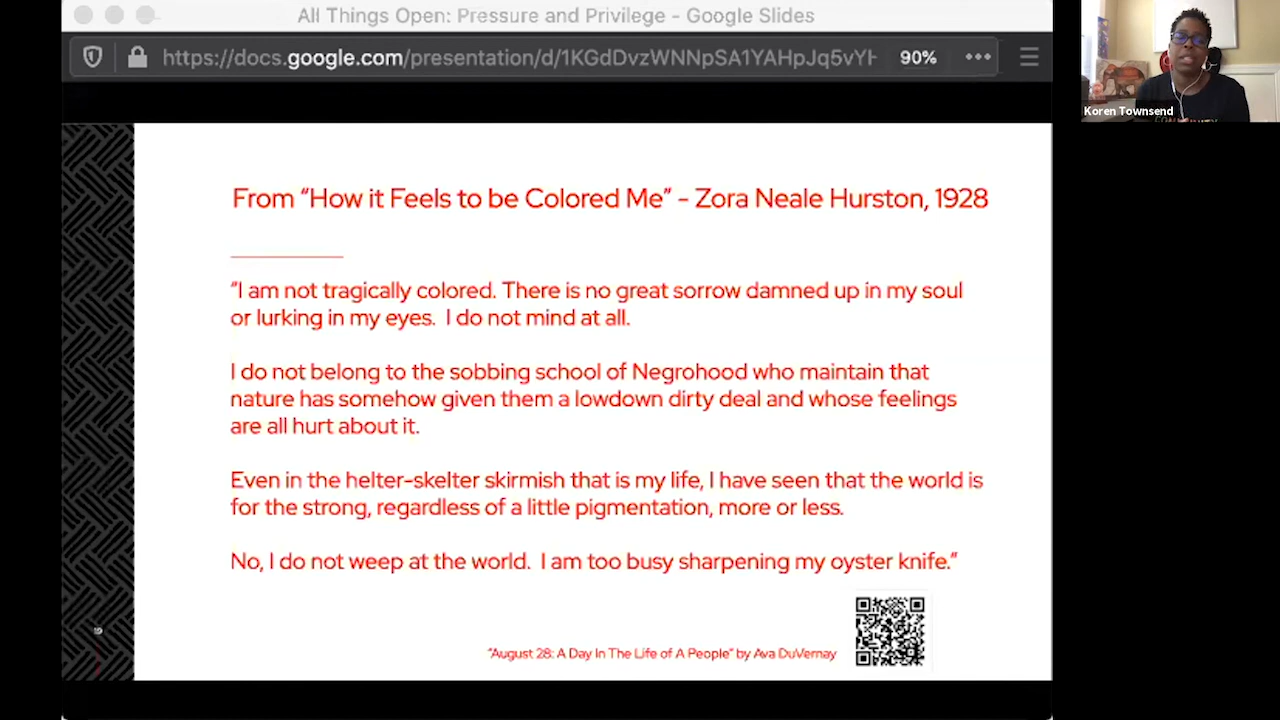 All Things Open: Pressure and Privilege - Google Slides
https://docs.google.com/presentation/d/1KGdDvzWNNpSA1YAHpJq5vYH
90%
Koren Townsend
From “How it Feels to be Colored Me” - Zora Neale Hurston, 1928
“I am not tragically colored. There is no great sorrow damned up in my soul
or lurking in my eyes. I do not mind at all.
I do not belong to the sobbing school of Negrohood who maintain that
nature has somehow given them a lowdown dirty deal and whose feelings
are all hurt about it.
Even in the helter-skelter skirmish that is my life, I have seen that the world is
for the strong, regardless of a little pigmentation, more or less.
No, I do not weep at the world. I am too busy sharpening my oyster knife.”
“August 28: A Day In The Life of A People” by Ava DuVernay